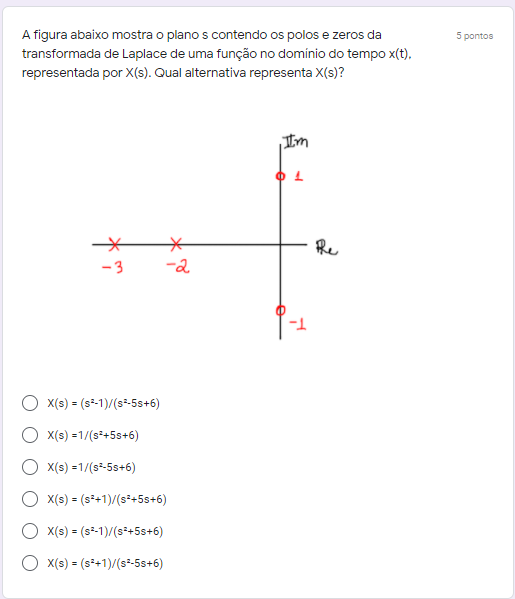 A figura abaixo mostra o plano s contendo os polos e zeros da
5 pontos
transformada de Laplace de uma função no domínio do tempo x(t),
representada por X(s). Qual alternativa representa X(s)?
Im
1
Re
-3
-2
-1
X(s) = (s²-1)/(s²-5s+6)
X(s) =1/(s²+5s+6)
X(s) =1/(s²-5s+6)
X(s) = (s²+1)/(s²+5s+6)
X(s) = (s²-1)/(s²+5s+6)
X(s) = (s²+1)/(s²-5s+6)